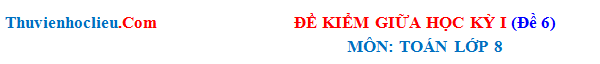 Thuvienhoclieu.Com ĐỀ KIỂM GIỮA HỌC KỲ I (Đề 6)
MÔN: TOÁN LỚP 8